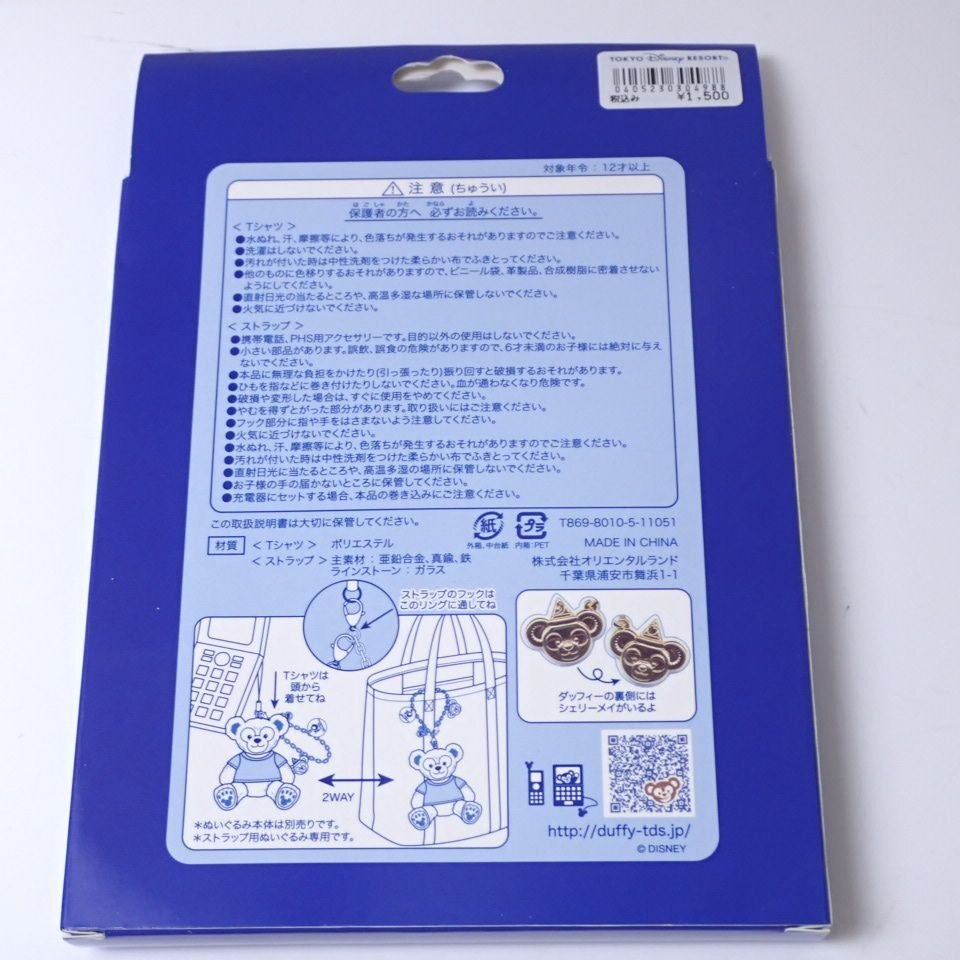 TOKYO Disney RESORT®
0405230304988
税込み ¥1,500
対象年令：12才以上
⚠ 注意 (ちゅうい)
ほごしゃ かた かなら よ
保護者の方へ 必ずお読みください。
< Tシャツ >
●水ぬれ、汗、摩擦等により、色落ちが発生するおそれがありますのでご注意ください。
●洗濯はしないでください。
●汚れが付いた時は中性洗剤をつけた柔らかい布でふきとってください。
●他のものに色移りするおそれがありますので、ビニール袋、革製品、合成樹脂に密着させない
ようにしてください。
●直射日光の当たるところや、高温多湿な場所に保管しないでください。
●火気に近づけないでください。
< ストラップ >
●携帯電話、PHS用アクセサリーです。目的以外の使用はしないでください。
●小さい部品があります。誤飲、誤食の危険がありますので、6才未満のお子様には絶対に与え
ないでください。
●本品に無理な負担をかけたり(引っ張ったり)振り回すと破損するおそれがあります。
●ひもを指などに巻き付けたりしないでください。血が通わなくなり危険です。
●破損や変形した場合は、すぐに使用をやめてください。
●やむを得ずとがった部分があります。取り扱いにはご注意ください。
●フック部分に指や手をはさまないよう注意してください。
●火気に近づけないでください。
●水ぬれ、汗、摩擦等により、色落ちが発生するおそれがありますのでご注意ください。
●汚れが付いた時は中性洗剤をつけた柔らかい布でふきとってください。
●直射日光に当たるところや、高温多湿の場所に保管しないでください。
●お子様の手の届かないところに保管してください。
●充電器にセットする場合、本品の巻き込みにご注意ください。
この取扱説明書は大切に保管してください。
紙
外箱、中台紙
プラ
内箱：PET
T869-8010-5-11051
MADE IN CHINA
株式会社オリエンタルランド
千葉県浦安市舞浜1-1
材質 < Tシャツ > ポリエステル
< ストラップ > 主素材：亜鉛合金、真鍮、鉄
ラインストーン：ガラス
ストラップのフックは
このリングに通してね
Tシャツは
頭から
着せてね
2WAY
＊ぬいぐるみ本体は別売りです。
＊ストラップ用ぬいぐるみ専用です。
ダッフィーの裏側には
シェリーメイがいるよ
http://duffy-tds.jp/
© DISNEY